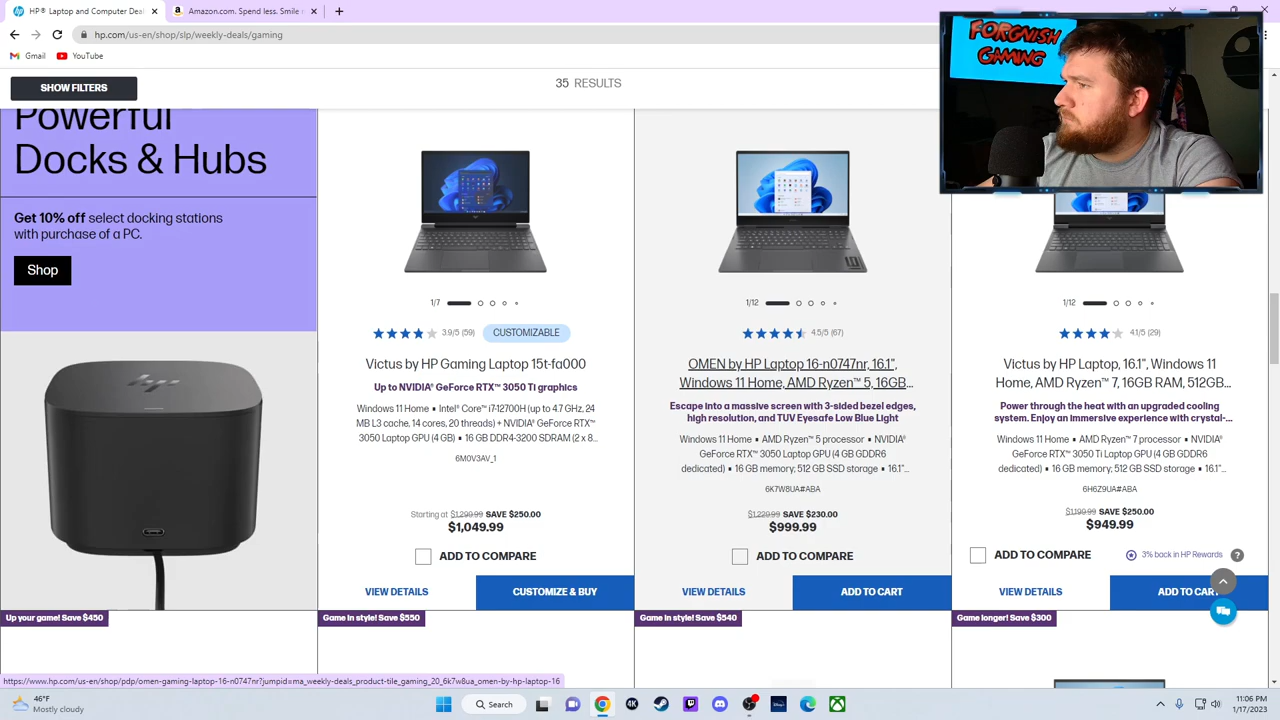 HP® Laptop and Computer Dea
Amazon.com. Spend less. Smile
hp.com/us-en/shop/slp/weekly-deals/gaming
Gmail
YouTube
FORGNISH
GAMING
SHOW FILTERS
35 RESULTS
Powerful
Docks & Hubs
Get 10% off select docking stations
with purchase of a PC.
Shop
1/7
3.9/5 (59)
CUSTOMIZABLE
Victus by HP Gaming Laptop 15t-fa000
Up to NVIDIA® GeForce RTX™ 3050 Ti graphics
Windows 11 Home ▪ Intel® Core™ i7-12700H (up to 4.7 GHz, 24
MB L3 cache, 14 cores, 20 threads) + NVIDIA® GeForce RTX™
3050 Laptop GPU (4 GB) ▪ 16 GB DDR4-3200 SDRAM (2 x 8...
6M0V3AV_1
Starting at $1,299.99 SAVE $250.00
$1,049.99
ADD TO COMPARE
VIEW DETAILS
CUSTOMIZE & BUY
1/12
4.5/5 (67)
OMEN by HP Laptop 16-n0747nr, 16.1",
Windows 11 Home, AMD Ryzen™ 5, 16GB...
Escape into a massive screen with 3-sided bezel edges,
high resolution, and TUV Eyesafe Low Blue Light
Windows 11 Home ▪ AMD Ryzen™ 5 processor ▪ NVIDIA®
GeForce RTX™ 3050 Laptop GPU (4 GB GDDR6
dedicated) ▪ 16 GB memory; 512 GB SSD storage ▪ 16.1"...
6K7W8UA#ABA
$1,229.99 SAVE $230.00
$999.99
ADD TO COMPARE
VIEW DETAILS
ADD TO CART
1/12
4.1/5 (29)
Victus by HP Laptop, 16.1", Windows 11
Home, AMD Ryzen™ 7, 16GB RAM, 512GB...
Power through the heat with an upgraded cooling
system. Enjoy an immersive experience with crystal-...
Windows 11 Home ▪ AMD Ryzen™ 7 processor ▪ NVIDIA®
GeForce RTX™ 3050 Ti Laptop GPU (4 GB GDDR6
dedicated) ▪ 16 GB memory; 512 GB SSD storage ▪ 16.1"...
6H6Z9UA#ABA
$1,199.99 SAVE $250.00
$949.99
ADD TO COMPARE
3% back in HP Rewards
?
VIEW DETAILS
ADD TO CART
Up your game! Save $450
Game in style! Save $550
Game in style! Save $540
Game longer! Save $300
https://www.hp.com/us-en/shop/pdp/omen-gaming-laptop-16-n0747nr?jumpid=ma_weekly-deals_product-tile_gaming_20_6k7w8ua_omen-by-hp-laptop-16
46°F
Mostly cloudy
Search
4K
11:06 PM
1/17/2023